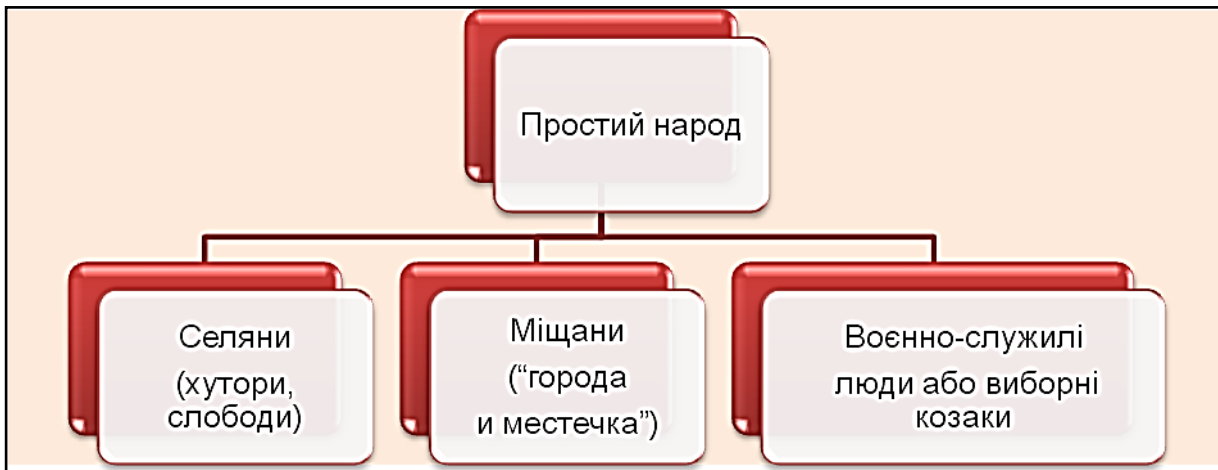 Простий народ
Селяни
(хутори,
слободи)
Міщани
(“города
и местечка”)
Воєнно-служилі
люди або виборні
козаки